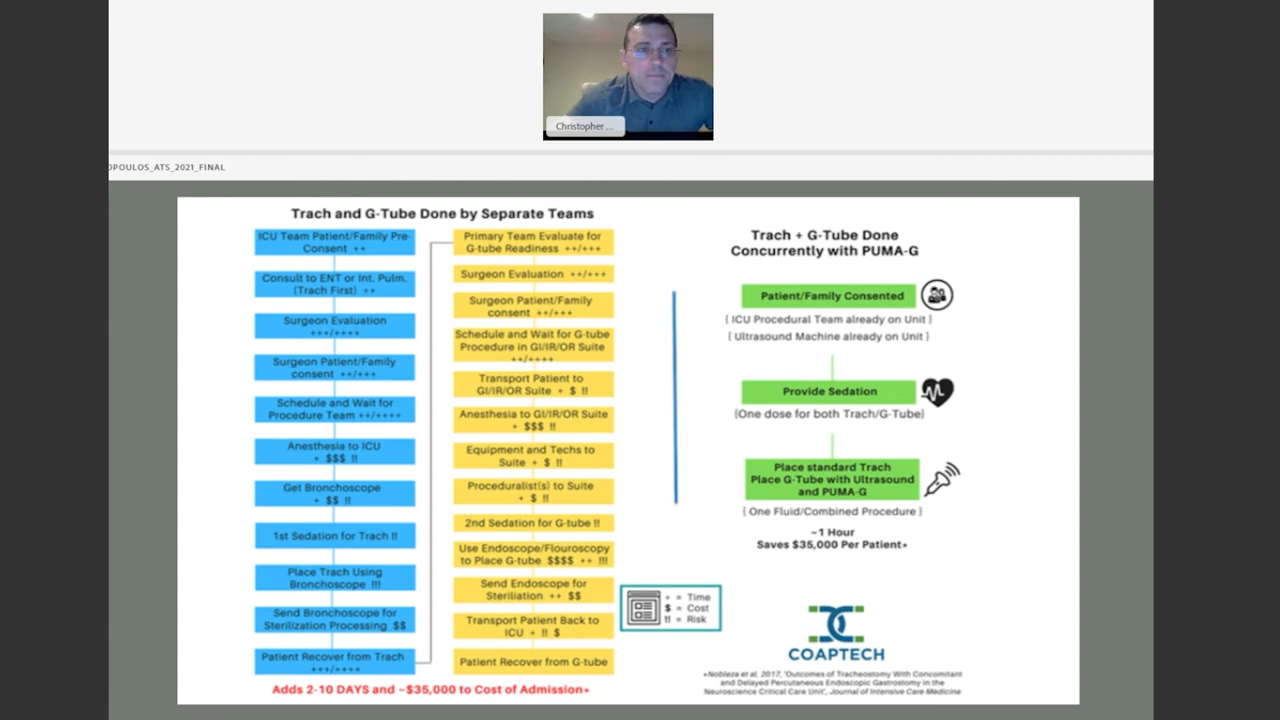 Christopher ...
OPOULOS_ATS_2021_FINAL
Trach and G-Tube Done by Separate Teams
ICU Team Patient/Family Pre-
Consent ++
Consult to ENT or Int. Pulm.
(Trach First) ++
Surgeon Evaluation
+++/++++
Surgeon Patient/Family
consent ++/+++
Schedule and Wait for
Procedure Team ++/++++
Anesthesia to ICU
+ $$$ !!
Get Bronchoscope
+ $$ !!
1st Sedation for Trach !!
Place Trach Using
Bronchoscope !!!
Send Bronchoscope for
Sterilization Processing $$
Patient Recover from Trach
+++/++++
Primary Team Evaluate for
G-tube Readiness ++/+++
Surgeon Evaluation ++/+++
Surgeon Patient/Family
consent ++/+++
Schedule and Wait for G-tube
Procedure in GI/IR/OR Suite
++/++++
Transport Patient to
GI/IR/OR Suite + $ !!
Anesthesia to GI/IR/OR Suite
+ $$$ !!
Equipment and Techs to
Suite + $ !!
Proceduralist(s) to Suite
+ $ !!
2nd Sedation for G-tube !!
Use Endoscope/Flouroscopy
to Place G-tube $$$$ ++ !!!
Send Endoscope for
Steriliation ++ $$
Transport Patient Back to
ICU + !! $
Patient Recover from G-tube
Adds 2-10 DAYS and ~$35,000 to Cost of Admission*
+ = Time
$ = Cost
!! = Risk
Trach + G-Tube Done
Concurrently with PUMA-G
Patient/Family Consented
{ ICU Procedural Team already on Unit }
{ Ultrasound Machine already on Unit }
Provide Sedation
{One dose for both Trach/G-Tube}
Place standard Trach
Place G-Tube with Ultrasound
and PUMA-G
{ One Fluid/Combined Procedure }
~1 Hour
Saves $35,000 Per Patient*
COAPTECH
*Nobleza et al. 2017, 'Outcomes of Tracheostomy With Concomitant
and Delayed Percutaneous Endoscopic Gastrostomy in the
Neuroscience Critical Care Unit', Journal of Intensive Care Medicine